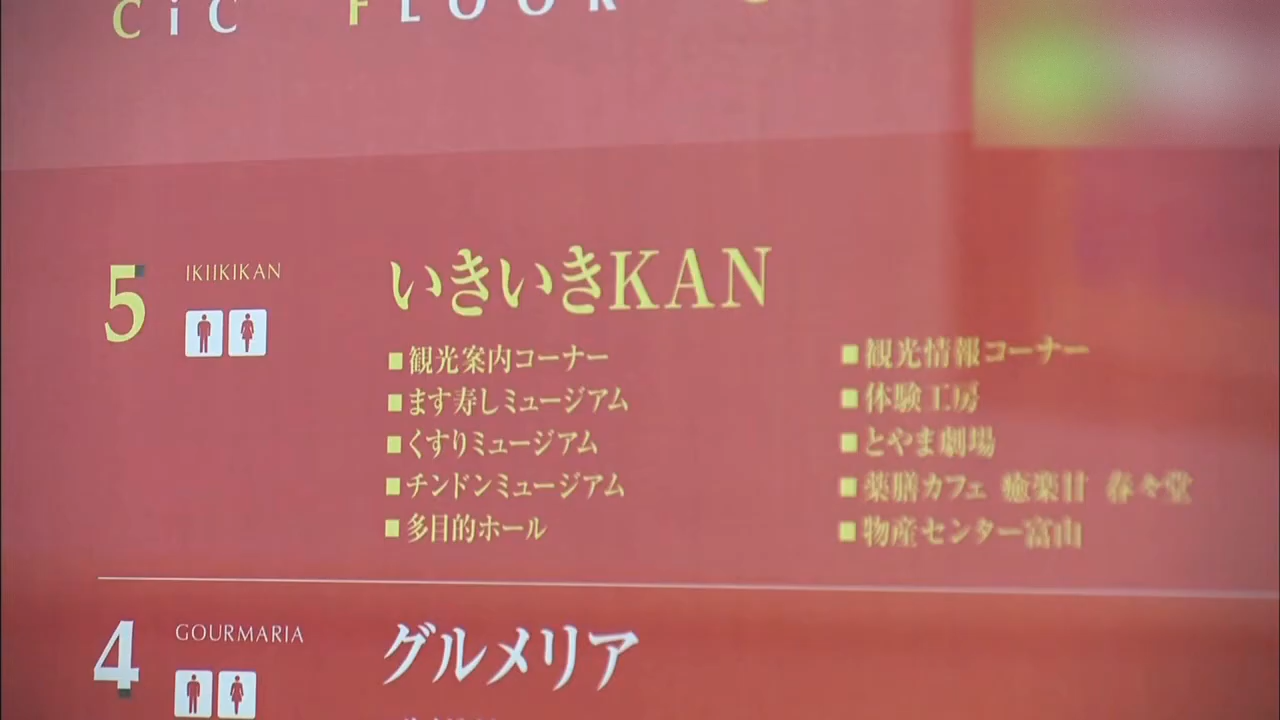 CiC FLOOR
5 IKIIKIKAN いきいきKAN
■観光案内コーナー ■観光情報コーナー
■ます寿しミュージアム ■体験工房
■くすりミュージアム ■とやま劇場
■チンドンミュージアム ■薬膳カフェ 癒楽甘 春々堂
■多目的ホール ■物産センター富山
4 GOURMARIA グルメリア